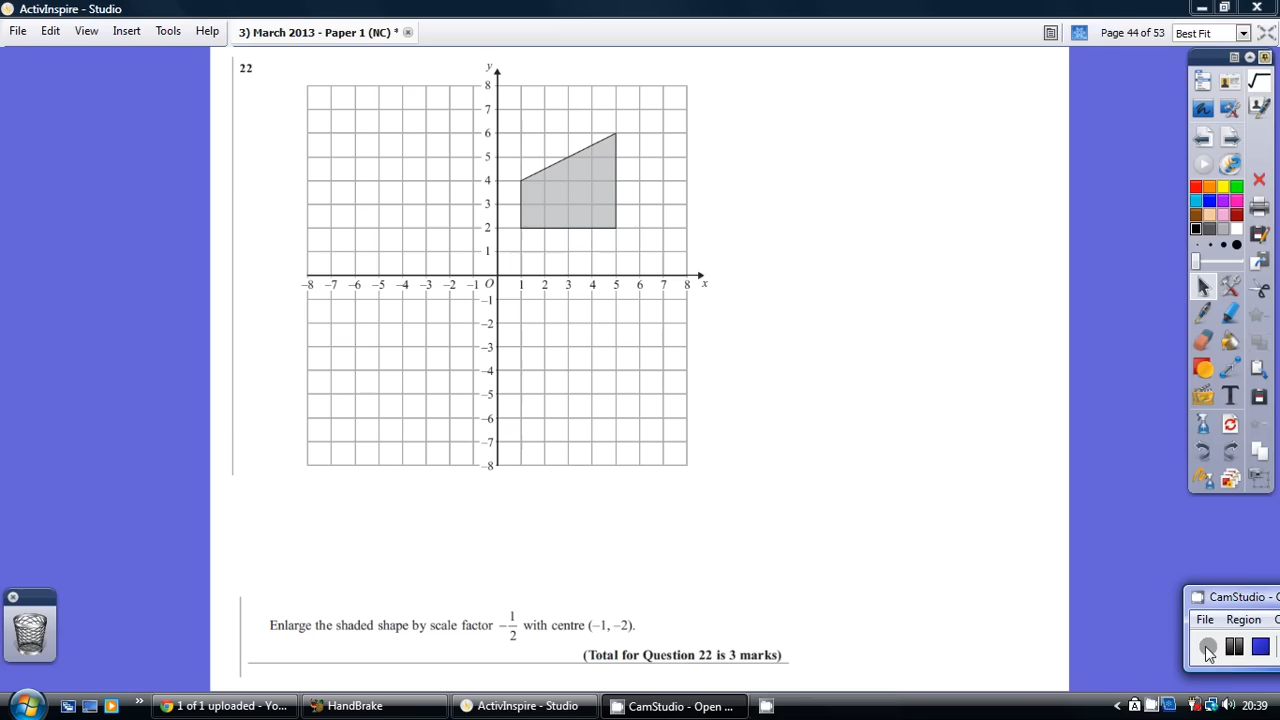 ActivInspire - Studio
File Edit View Insert Tools Help
3) March 2013 - Paper 1 (NC) *
Page 44 of 53
Best Fit
22
y
8
7
6
5
4
3
2
1
–8 –7 –6 –5 –4 –3 –2 –1 O 1 2 3 4 5 6 7 8 x
–1
–2
–3
–4
–5
–6
–7
–8
Enlarge the shaded shape by scale factor –1/2 with centre (–1, –2).
(Total for Question 22 is 3 marks)
T
CamStudio - O
File Region O
1 of 1 uploaded - Yo...
HandBrake
ActivInspire - Studio
CamStudio - Open ...
20:39